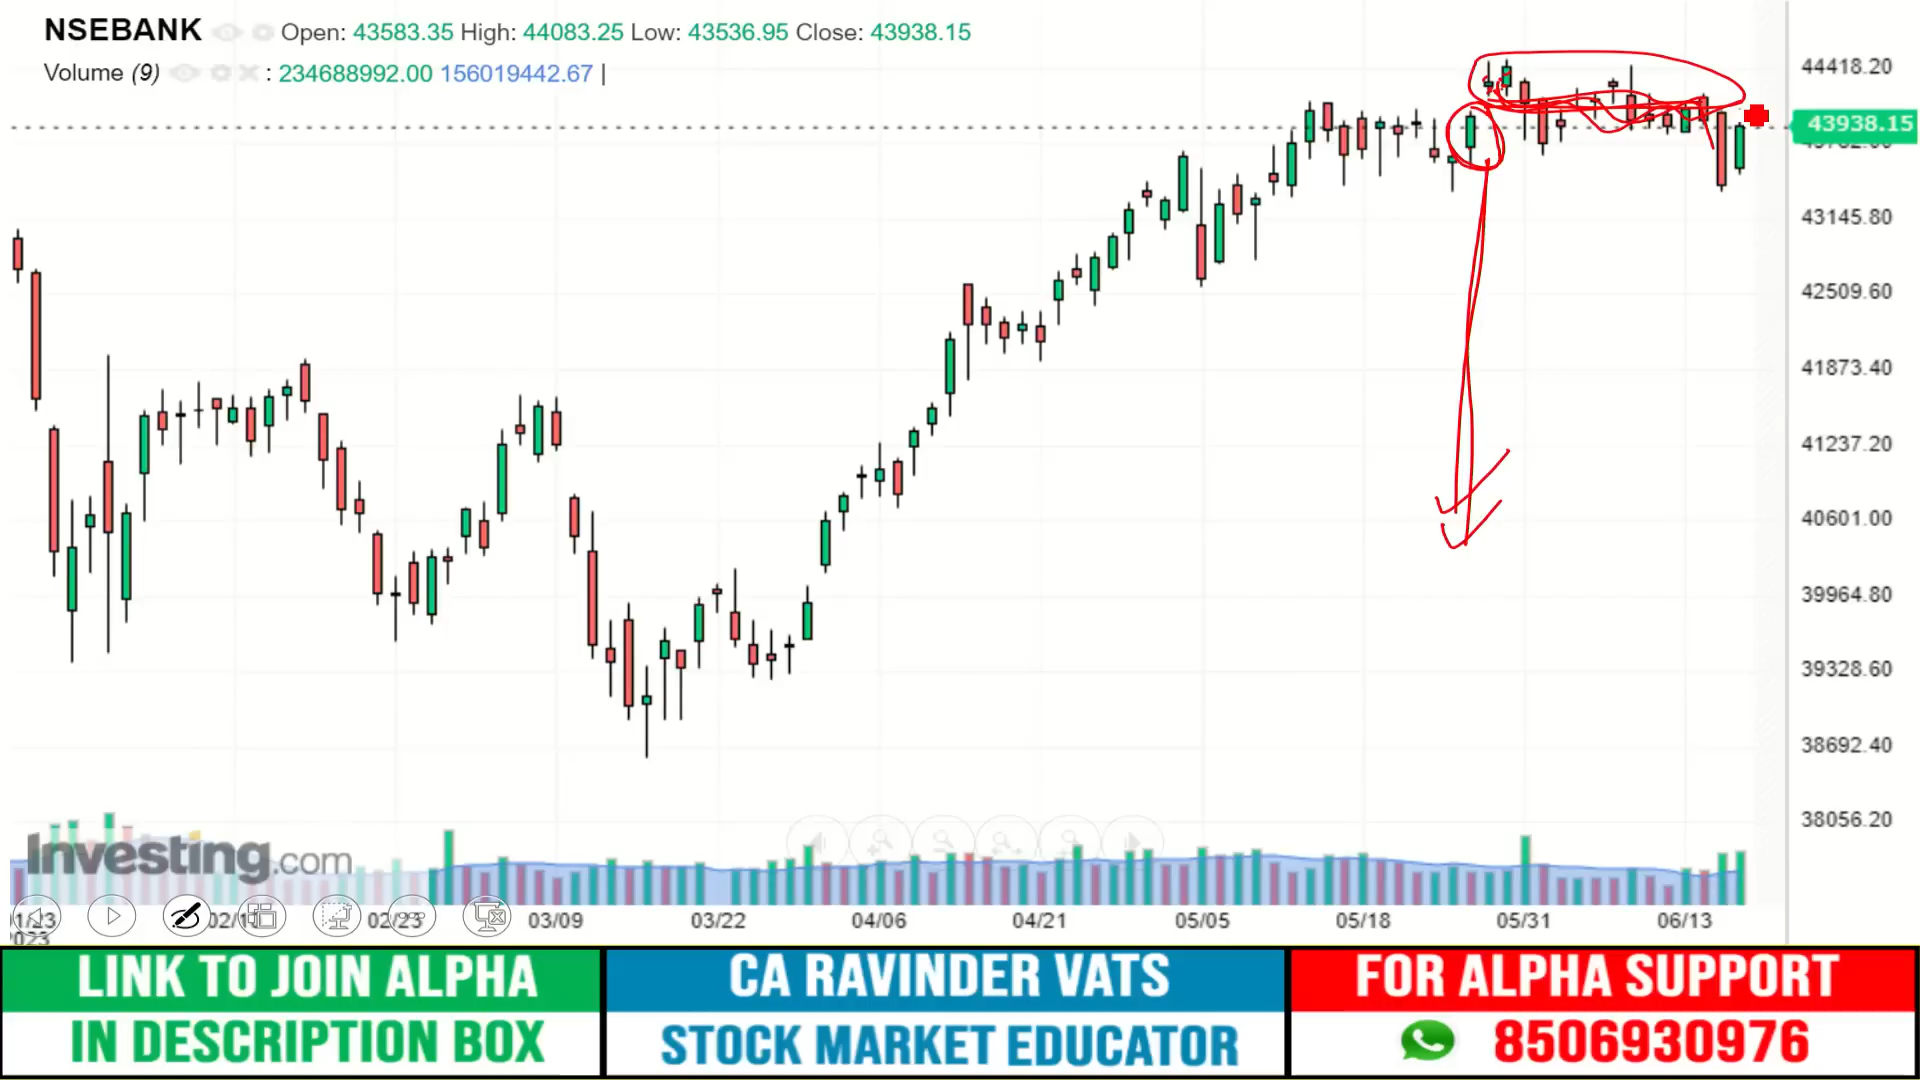 NSEBANK Open: 43583.35 High: 44083.25 Low: 43536.95 Close: 43938.15
Volume (9) : 234688992.00 156019442.67 |
44418.20
43938.15
43145.80
42509.60
41873.40
41237.20
40601.00
39964.80
39328.60
38692.40
38056.20
Investing.com
02/23 03/09 03/22 04/06 04/21 05/05 05/18 05/31 06/13
LINK TO JOIN ALPHA
IN DESCRIPTION BOX
CA RAVINDER VATS
STOCK MARKET EDUCATOR
FOR ALPHA SUPPORT
8506930976